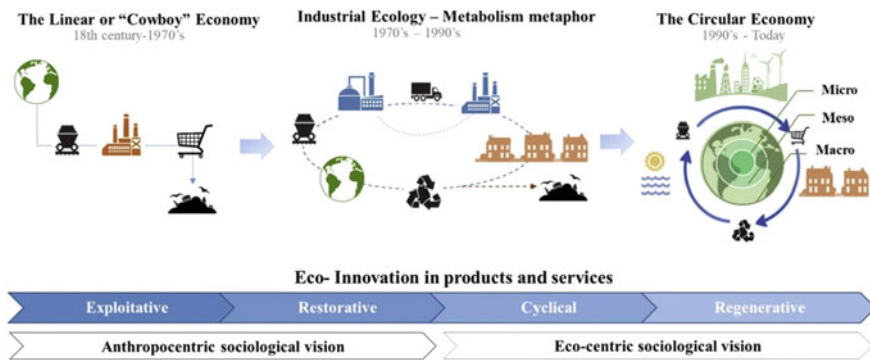 The Linear or “Cowboy” Economy
18th century-1970’s
Industrial Ecology – Metabolism metaphor
1970’s – 1990’s
The Circular Economy
1990’s - Today
Micro
Meso
Macro
Eco- Innovation in products and services
Exploitative
Restorative
Cyclical
Regenerative
Anthropocentric sociological vision
Eco-centric sociological vision